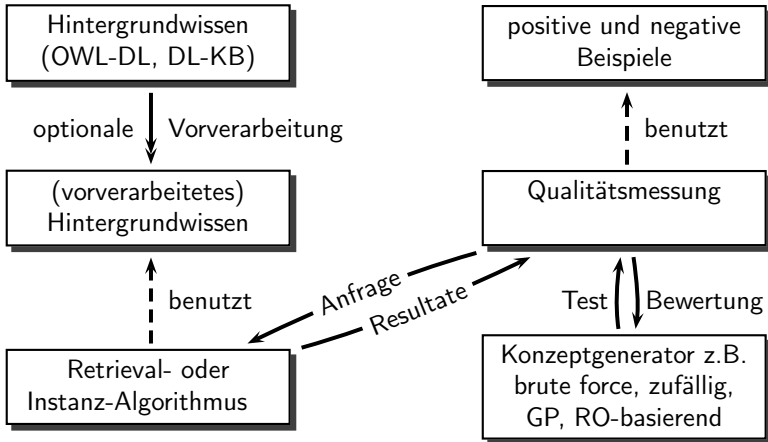 Hintergrundwissen
(OWL-DL, DL-KB)
positive und negative
Beispiele
optionale Vorverarbeitung
benutzt
(vorverarbeitetes)
Hintergrundwissen
Qualitätsmessung
benutzt
Anfrage
Resultate
Test Bewertung
Retrieval- oder
Instanz-Algorithmus
Konzeptgenerator z.B.
brute force, zufällig,
GP, RO-basierend